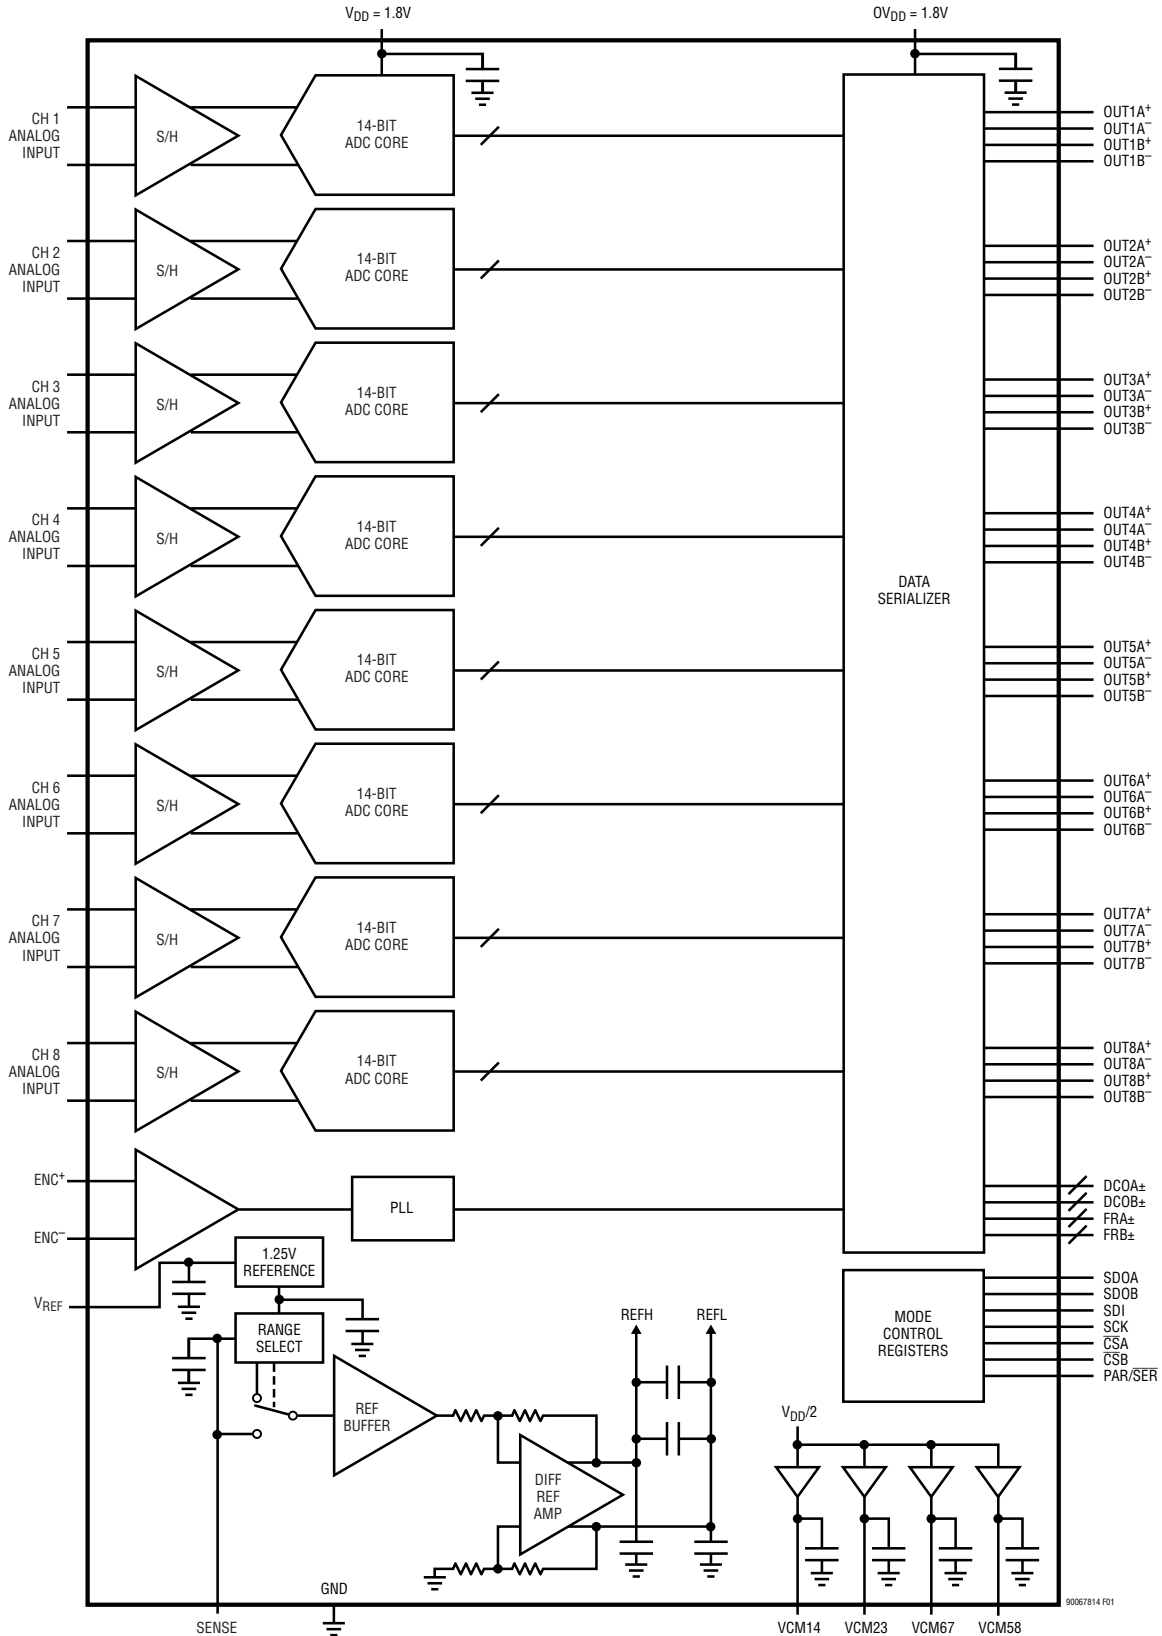 V_DD = 1.8V
OV_DD = 1.8V
CH 1
ANALOG
INPUT
S/H
14-BIT
ADC CORE
OUT1A⁺
OUT1A⁻
OUT1B⁺
OUT1B⁻
CH 2
ANALOG
INPUT
S/H
14-BIT
ADC CORE
OUT2A⁺
OUT2A⁻
OUT2B⁺
OUT2B⁻
CH 3
ANALOG
INPUT
S/H
14-BIT
ADC CORE
OUT3A⁺
OUT3A⁻
OUT3B⁺
OUT3B⁻
CH 4
ANALOG
INPUT
S/H
14-BIT
ADC CORE
OUT4A⁺
OUT4A⁻
OUT4B⁺
OUT4B⁻
DATA
SERIALIZER
CH 5
ANALOG
INPUT
S/H
14-BIT
ADC CORE
OUT5A⁺
OUT5A⁻
OUT5B⁺
OUT5B⁻
CH 6
ANALOG
INPUT
S/H
14-BIT
ADC CORE
OUT6A⁺
OUT6A⁻
OUT6B⁺
OUT6B⁻
CH 7
ANALOG
INPUT
S/H
14-BIT
ADC CORE
OUT7A⁺
OUT7A⁻
OUT7B⁺
OUT7B⁻
CH 8
ANALOG
INPUT
S/H
14-BIT
ADC CORE
OUT8A⁺
OUT8A⁻
OUT8B⁺
OUT8B⁻
ENC⁺
ENC⁻
PLL
DCOA±
DCOB±
FRA±
FRB±
1.25V
REFERENCE
V_REF
RANGE
SELECT
REF
BUFFER
REFH
REFL
DIFF
REF
AMP
MODE
CONTROL
REGISTERS
SDOA
SDOB
SDI
SCK
C̅S̅A
C̅S̅B
PAR/S̅E̅R̅
V_DD/2
GND
SENSE
VCM14
VCM23
VCM67
VCM58
90067814 F01